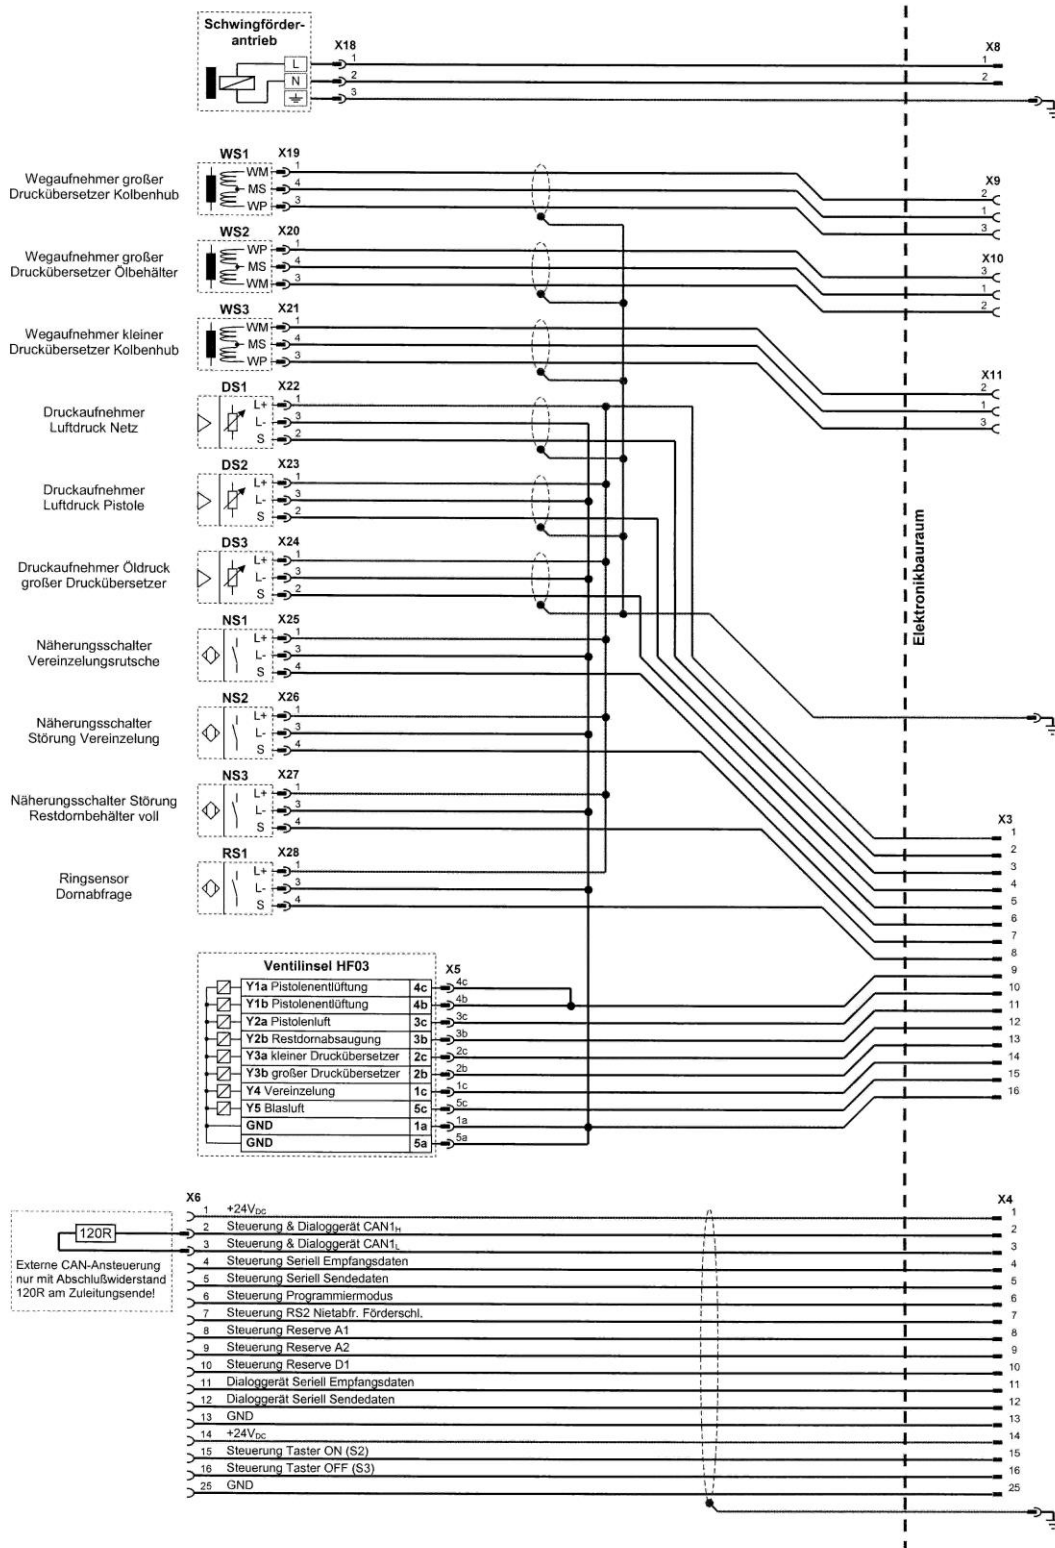 Schwingförder-
antrieb
X18
X8
L 1 1
N 2 2
3
WS1 X19
Wegaufnehmer großer
Druckübersetzer Kolbenhub
WM 1
MS 4
WP 3
X9
2
1
3
WS2 X20
Wegaufnehmer großer
Druckübersetzer Ölbehälter
WP 1
MS 4
WM 3
X10
3
1
2
WS3 X21
Wegaufnehmer kleiner
Druckübersetzer Kolbenhub
WM 1
MS 4
WP 3
X11
2
1
3
DS1 X22
Druckaufnehmer
Luftdruck Netz
L+ 1
L- 3
S 2
DS2 X23
Druckaufnehmer
Luftdruck Pistole
L+ 1
L- 3
S 2
DS3 X24
Druckaufnehmer Öldruck
großer Druckübersetzer
L+ 1
L- 3
S 2
Elektronikbauraum
NS1 X25
Näherungsschalter
Vereinzelungsrutsche
L+ 1
L- 3
S 4
NS2 X26
Näherungsschalter
Störung Vereinzelung
L+ 1
L- 3
S 4
NS3 X27
Näherungsschalter Störung
Restdornbehälter voll
L+ 1
L- 3
S 4
RS1 X28
Ringsensor
Dornabfrage
L+ 1
L- 3
S 4
X3
1
2
3
4
5
6
7
8
9
10
11
12
13
14
15
16
Ventilinsel HF03 X5
Y1a Pistolenentlüftung 4c 4c
Y1b Pistolenentlüftung 4b 4b
Y2a Pistolenluft 3c 3c
Y2b Restdornabsaugung 3b 3b
Y3a kleiner Druckübersetzer 2c 2c
Y3b großer Druckübersetzer 2b 2b
Y4 Vereinzelung 1c 1c
Y5 Blasluft 5c 5c
GND 1a 1a
GND 5a 5a
X6 X4
1 +24VDC 1
2 Steuerung & Dialoggerät CAN1H 2
3 Steuerung & Dialoggerät CAN1L 3
4 Steuerung Seriell Empfangsdaten 4
5 Steuerung Seriell Sendedaten 5
6 Steuerung Programmiermodus 6
7 Steuerung RS2 Nietabfr. Förderschl. 7
8 Steuerung Reserve A1 8
9 Steuerung Reserve A2 9
10 Steuerung Reserve D1 10
11 Dialoggerät Seriell Empfangsdaten 11
12 Dialoggerät Seriell Sendedaten 12
13 GND 13
14 +24VDC 14
15 Steuerung Taster ON (S2) 15
16 Steuerung Taster OFF (S3) 16
25 GND 25
120R
Externe CAN-Ansteuerung
nur mit Abschlußwiderstand
120R am Zuleitungsende!